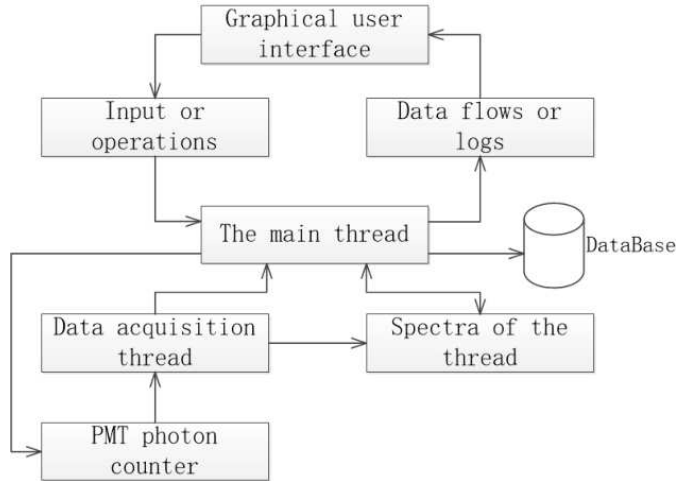 Graphical user
interface
Input or
operations
Data flows or
logs
The main thread
DataBase
Data acquisition
thread
Spectra of the
thread
PMT photon
counter